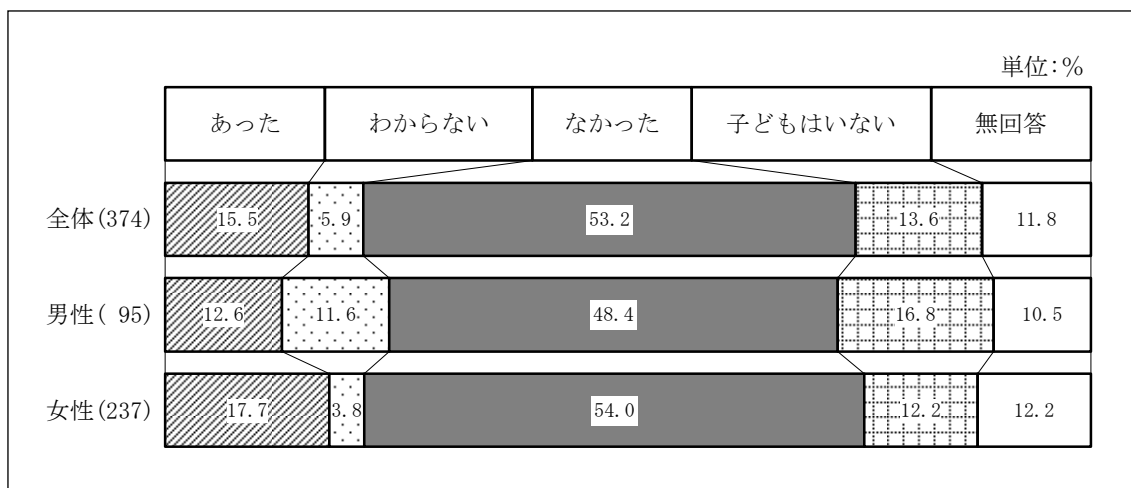 単位:%
あった わからない なかった 子どもはいない 無回答
全体(374) 15.5 5.9 53.2 13.6 11.8
男性( 95) 12.6 11.6 48.4 16.8 10.5
女性(237) 17.7 3.8 54.0 12.2 12.2